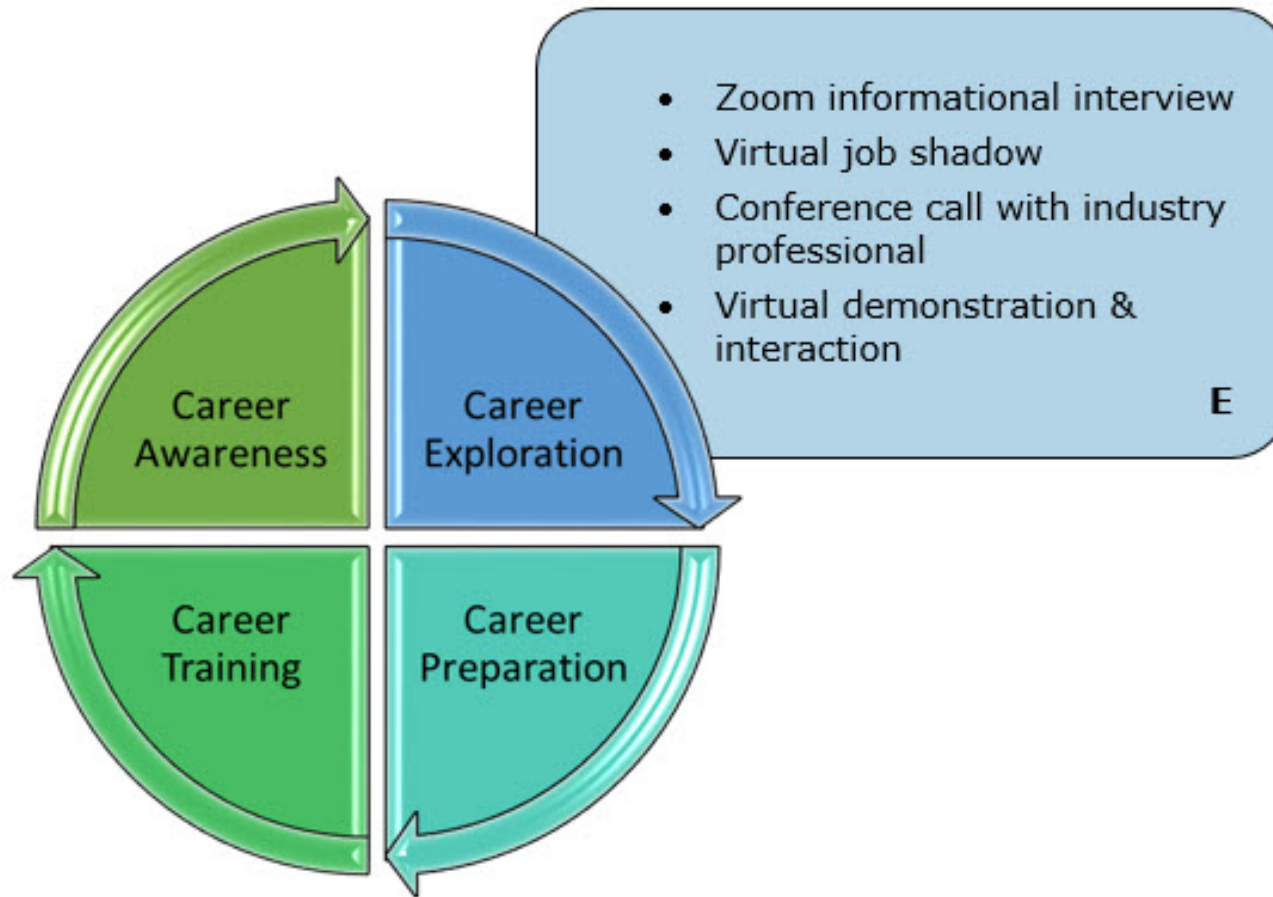 • Zoom informational interview
• Virtual job shadow
• Conference call with industry
professional
• Virtual demonstration &
interaction
E
Career
Awareness
Career
Exploration
Career
Training
Career
Preparation